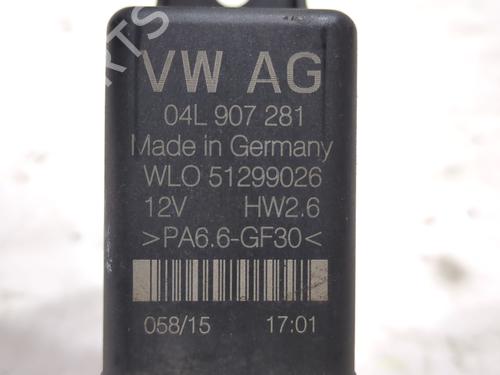 VW AG
04L 907 281
Made in Germany
WLO 51299026
12V HW2.6
>PA6.6-GF30<
058/15 17:01